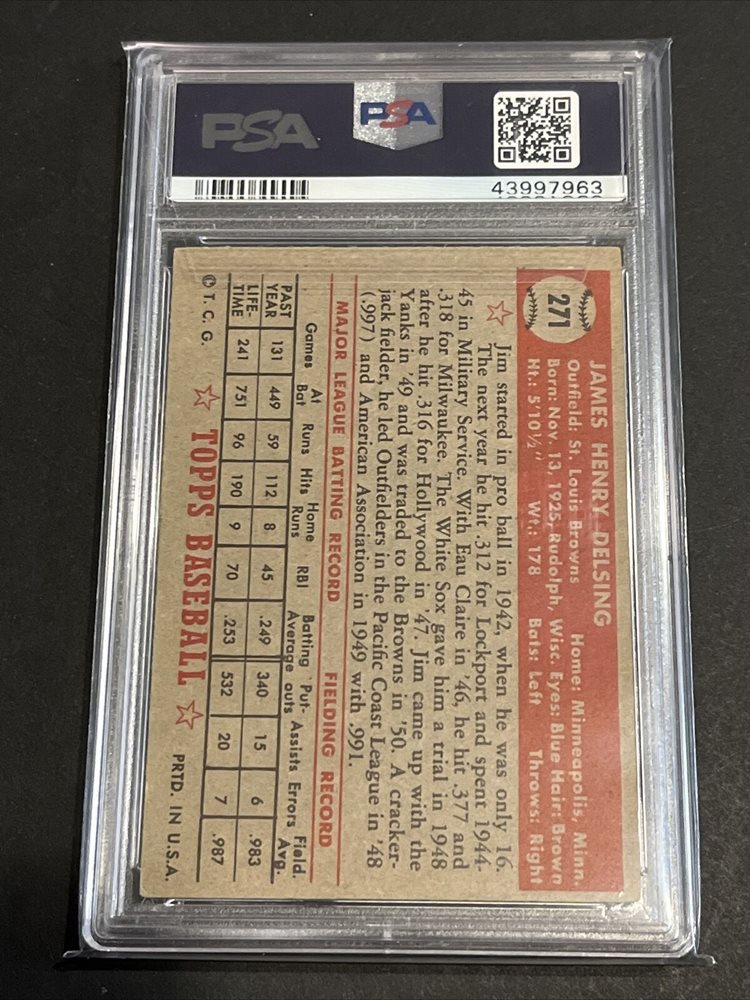 PSA
PSA
43997963
271
JAMES HENRY DELSING
Outfield: St. Louis Browns Home: Minneapolis, Minn.
Born: Nov. 13, 1925, Rudolph, Wisc. Eyes: Blue Hair: Brown
Ht.: 5'10½" Wt.: 178 Bats: Left Throws: Right
Jim started in pro ball in 1942, when he was only 16.
The next year he hit .312 for Lockport and spent 1944-
45 in Military Service. With Eau Claire in '46, he hit .377 and
.318 for Milwaukee. The White Sox gave him a trial in 1948
after he hit .316 for Hollywood in '47. Jim came up with the
Yanks in '49 and was traded to the Browns in '50. A cracker-
jack fielder, he led Outfielders in the Pacific Coast League in '48
(.997) and American Association in 1949 with .991.
MAJOR LEAGUE BATTING RECORD FIELDING RECORD
Games At Bat Runs Hits Home Runs RBI Batting Average Put-outs Assists Errors Field. Avg.
PAST YEAR 131 449 59 112 8 45 .249 340 15 6 .983
LIFE-TIME 241 751 96 190 9 70 .253 532 20 7 .987
© T. C. G. TOPPS BASEBALL PRTD. IN U.S.A.